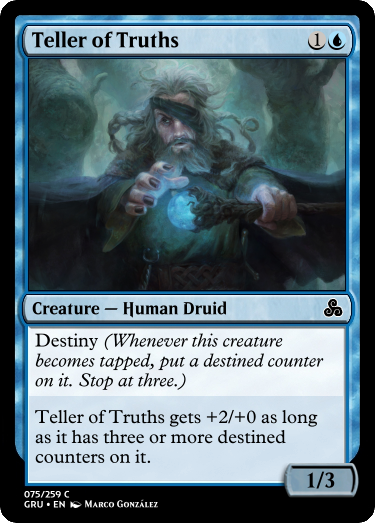 Teller of Truths 1
Creature — Human Druid
Destiny (Whenever this creature
becomes tapped, put a destined counter
on it. Stop at three.)
Teller of Truths gets +2/+0 as long
as it has three or more destined
counters on it.
1/3
075/259 C
GRU • EN Marco González